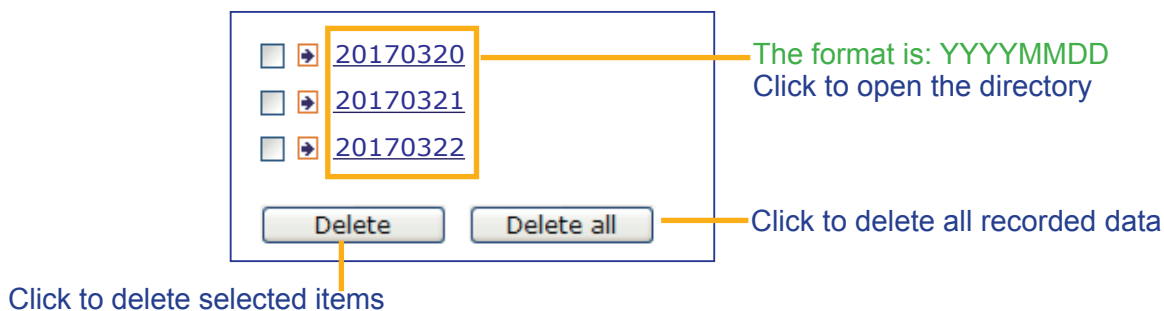 20170320
The format is: YYYYMMDD
Click to open the directory
20170321
20170322
Delete
Delete all
Click to delete all recorded data
Click to delete selected items